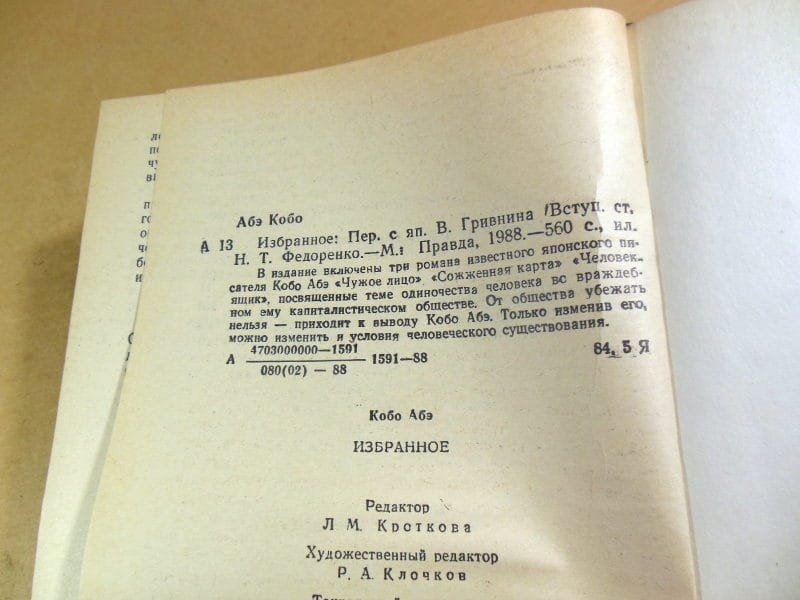 Абэ Кобо
А 13 Избранное: Пер. с яп. В. Гривнина /Вступ. ст.
Н. Т. Федоренко.—М.: Правда, 1988.—560 с., ил.
В издание включены три романа известного японского пи-
сателя Кобо Абэ «Чужое лицо» «Сожженная карта» «Человек-
ящик», посвященные теме одиночества человека во враждеб-
ном ему капиталистическом обществе. От общества убежать
нельзя — приходит к выводу Кобо Абэ. Только изменив его,
можно изменить и условия человеческого существования.
А 4703000000—1591
080(02) — 88 1591—88
84. 5 Я
Кобо Абэ
ИЗБРАННОЕ
Редактор
Л М. Кроткова
Художественный редактор
Р. А. Клочков